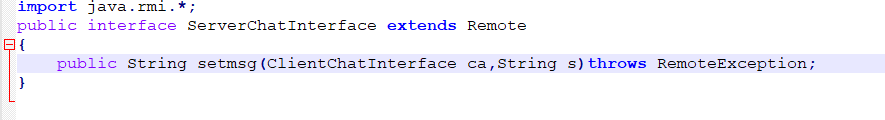 import java.rmi.*;
public interface ServerChatInterface extends Remote
{
    public String setmsg(ClientChatInterface ca,String s)throws RemoteException;
}